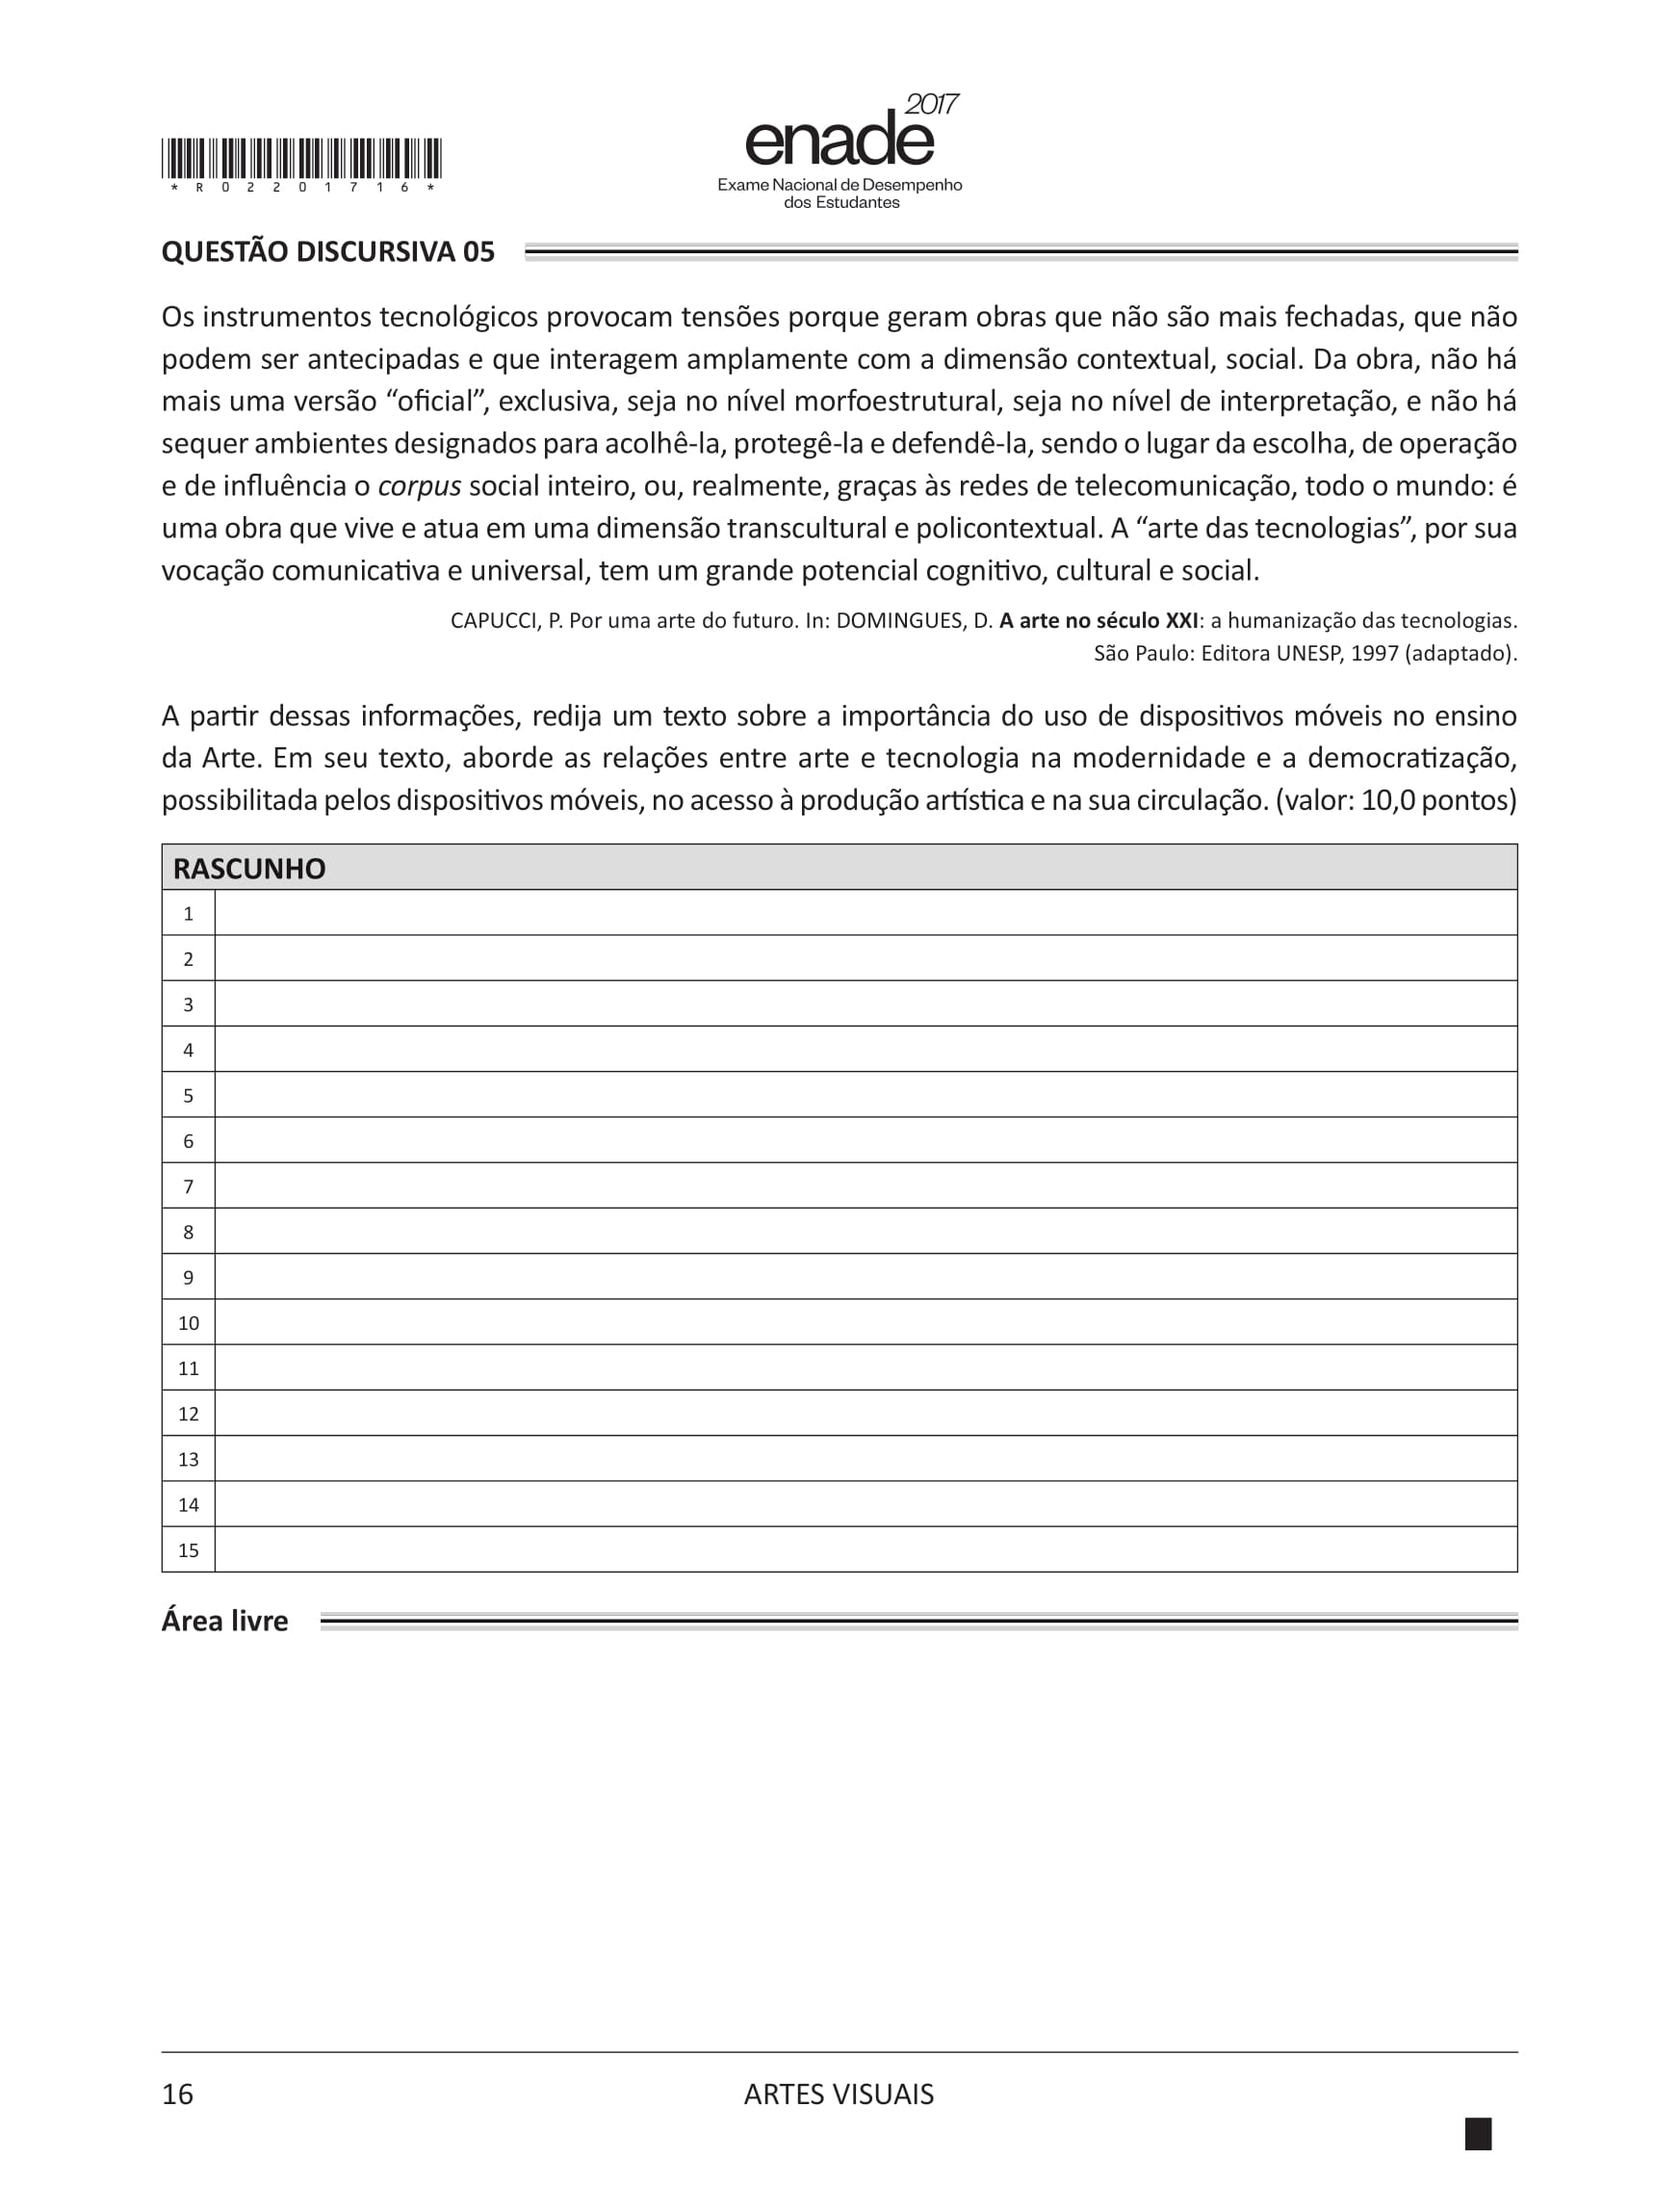 2017
enade
Exame Nacional de Desempenho
dos Estudantes
*R02201716*
QUESTÃO DISCURSIVA 05
Os instrumentos tecnológicos provocam tensões porque geram obras que não são mais fechadas, que não
podem ser antecipadas e que interagem amplamente com a dimensão contextual, social. Da obra, não há
mais uma versão “oficial”, exclusiva, seja no nível morfoestrutural, seja no nível de interpretação, e não há
sequer ambientes designados para acolhê-la, protegê-la e defendê-la, sendo o lugar da escolha, de operação
e de influência o corpus social inteiro, ou, realmente, graças às redes de telecomunicação, todo o mundo: é
uma obra que vive e atua em uma dimensão transcultural e policontextual. A “arte das tecnologias”, por sua
vocação comunicativa e universal, tem um grande potencial cognitivo, cultural e social.
CAPUCCI, P. Por uma arte do futuro. In: DOMINGUES, D. A arte no século XXI: a humanização das tecnologias.
São Paulo: Editora UNESP, 1997 (adaptado).
A partir dessas informações, redija um texto sobre a importância do uso de dispositivos móveis no ensino
da Arte. Em seu texto, aborde as relações entre arte e tecnologia na modernidade e a democratização,
possibilitada pelos dispositivos móveis, no acesso à produção artística e na sua circulação. (valor: 10,0 pontos)
RASCUNHO
1
2
3
4
5
6
7
8
9
10
11
12
13
14
15
Área livre
16
ARTES VISUAIS